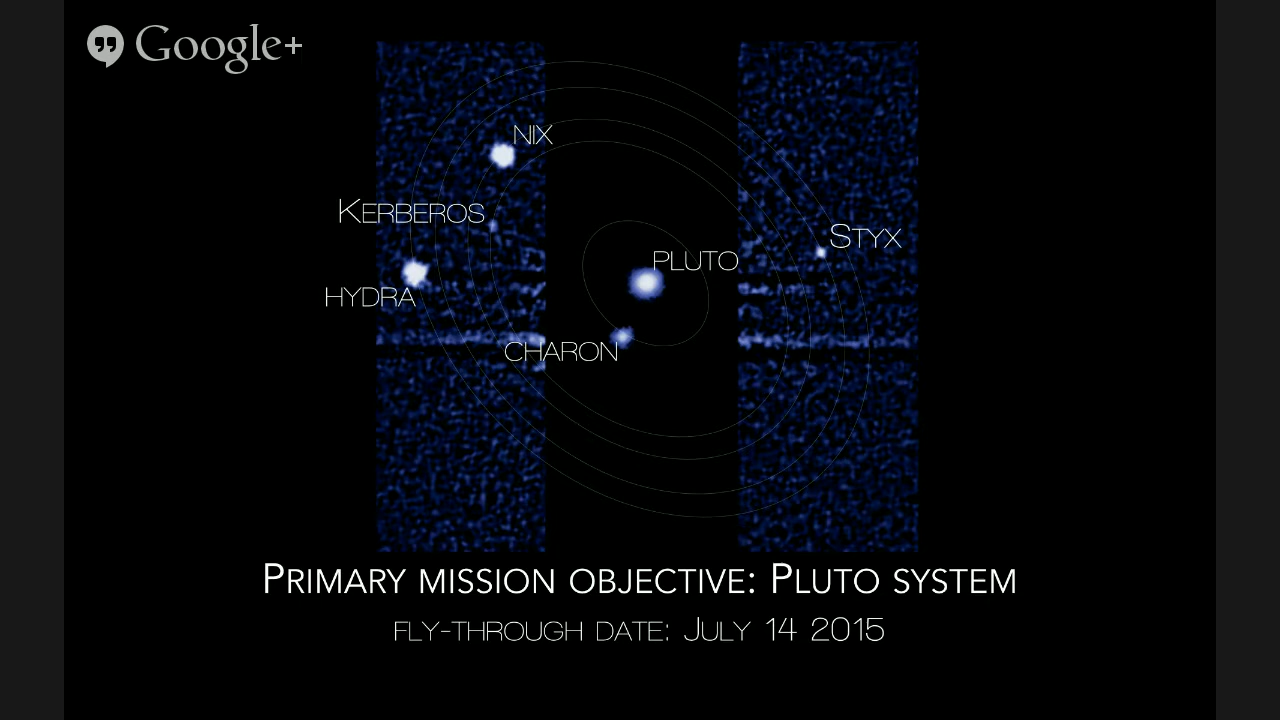 Google+
NIX
KERBEROS
STYX
PLUTO
HYDRA
CHARON
PRIMARY MISSION OBJECTIVE: PLUTO SYSTEM
FLY-THROUGH DATE: JULY 14 2015